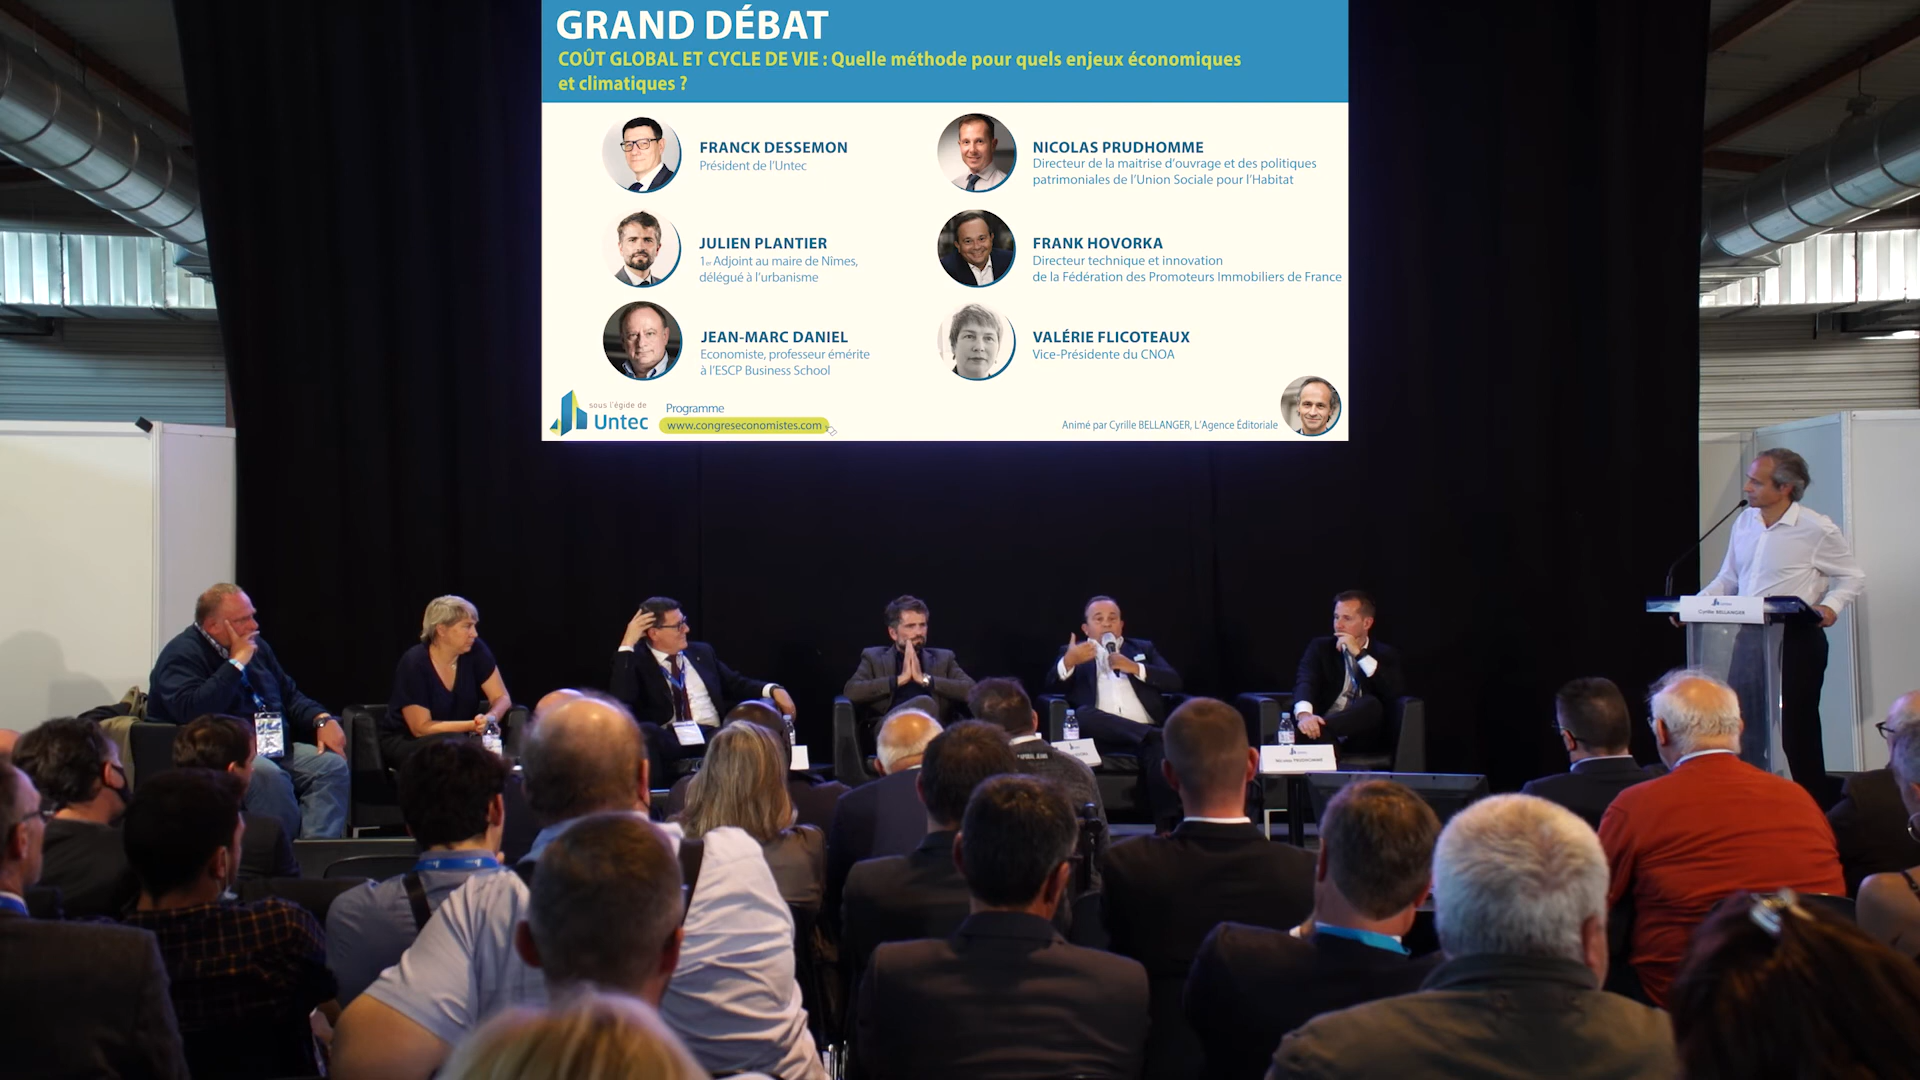 GRAND DÉBAT
COÛT GLOBAL ET CYCLE DE VIE : Quelle méthode pour quels enjeux économiques
et climatiques ?
FRANCK DESSEMON
Président de l'Untec
NICOLAS PRUDHOMME
Directeur de la maitrise d'ouvrage et des politiques
patrimoniales de l'Union Sociale pour l'Habitat
JULIEN PLANTIER
1er Adjoint au maire de Nîmes,
délégué à l'urbanisme
FRANK HOVORKA
Directeur technique et innovation
de la Fédération des Promoteurs Immobiliers de France
JEAN-MARC DANIEL
Economiste, professeur émérite
à l'ESCP Business School
VALÉRIE FLICOTEAUX
Vice-Présidente du CNOA
sous l'égide de
Untec
Programme
www.congreseconomistes.com
Animé par Cyrille BELLANGER, L'Agence Éditoriale
Cyrille BELLANGER
Nicolas PRUDHOMME